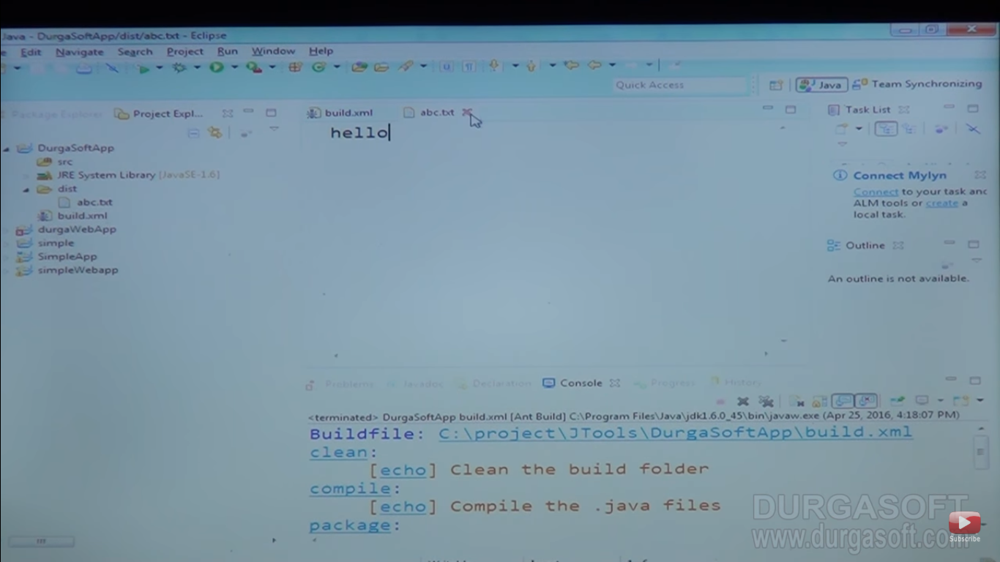 Java - DurgaSoftApp/dist/abc.txt - Eclipse
e Edit Navigate Search Project Run Window Help
Quick Access
Java
Team Synchronizing
Package Explorer
Project Expl...
DurgaSoftApp
src
JRE System Library [JavaSE-1.6]
dist
abc.txt
build.xml
durgaWebApp
simple
SimpleApp
simpleWebapp
build.xml
abc.txt
hello
Task List
Connect Mylyn
Connect to your task and
ALM tools or create a
local task.
Outline
An outline is not available.
Problems Javadoc Declaration Console Progress History
<terminated> DurgaSoftApp build.xml [Ant Build] C:\Program Files\Java\jdk1.6.0_45\bin\javaw.exe (Apr 25, 2016, 4:18:07 PM)
Buildfile: C:\project\JTools\DurgaSoftApp\build.xml
clean:
[echo] Clean the build folder
compile:
[echo] Compile the .java files
package:
DURGASOFT
www.durgasoft.com
Subscribe